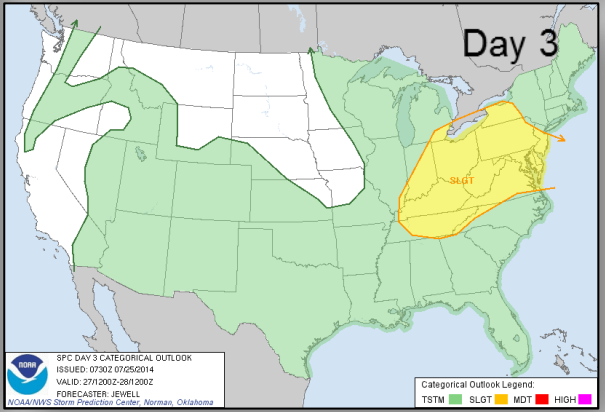 Day 3
SLGT
NOAA
SPC DAY 3 CATEGORICAL OUTLOOK
ISSUED: 0730Z 07/25/2014
VALID: 27/1200Z-28/1200Z
FORECASTER: JEWELL
NOAA/NWS Storm Prediction Center, Norman, Oklahoma
Categorical Outlook Legend:
TSTM SLGT MDT HIGH